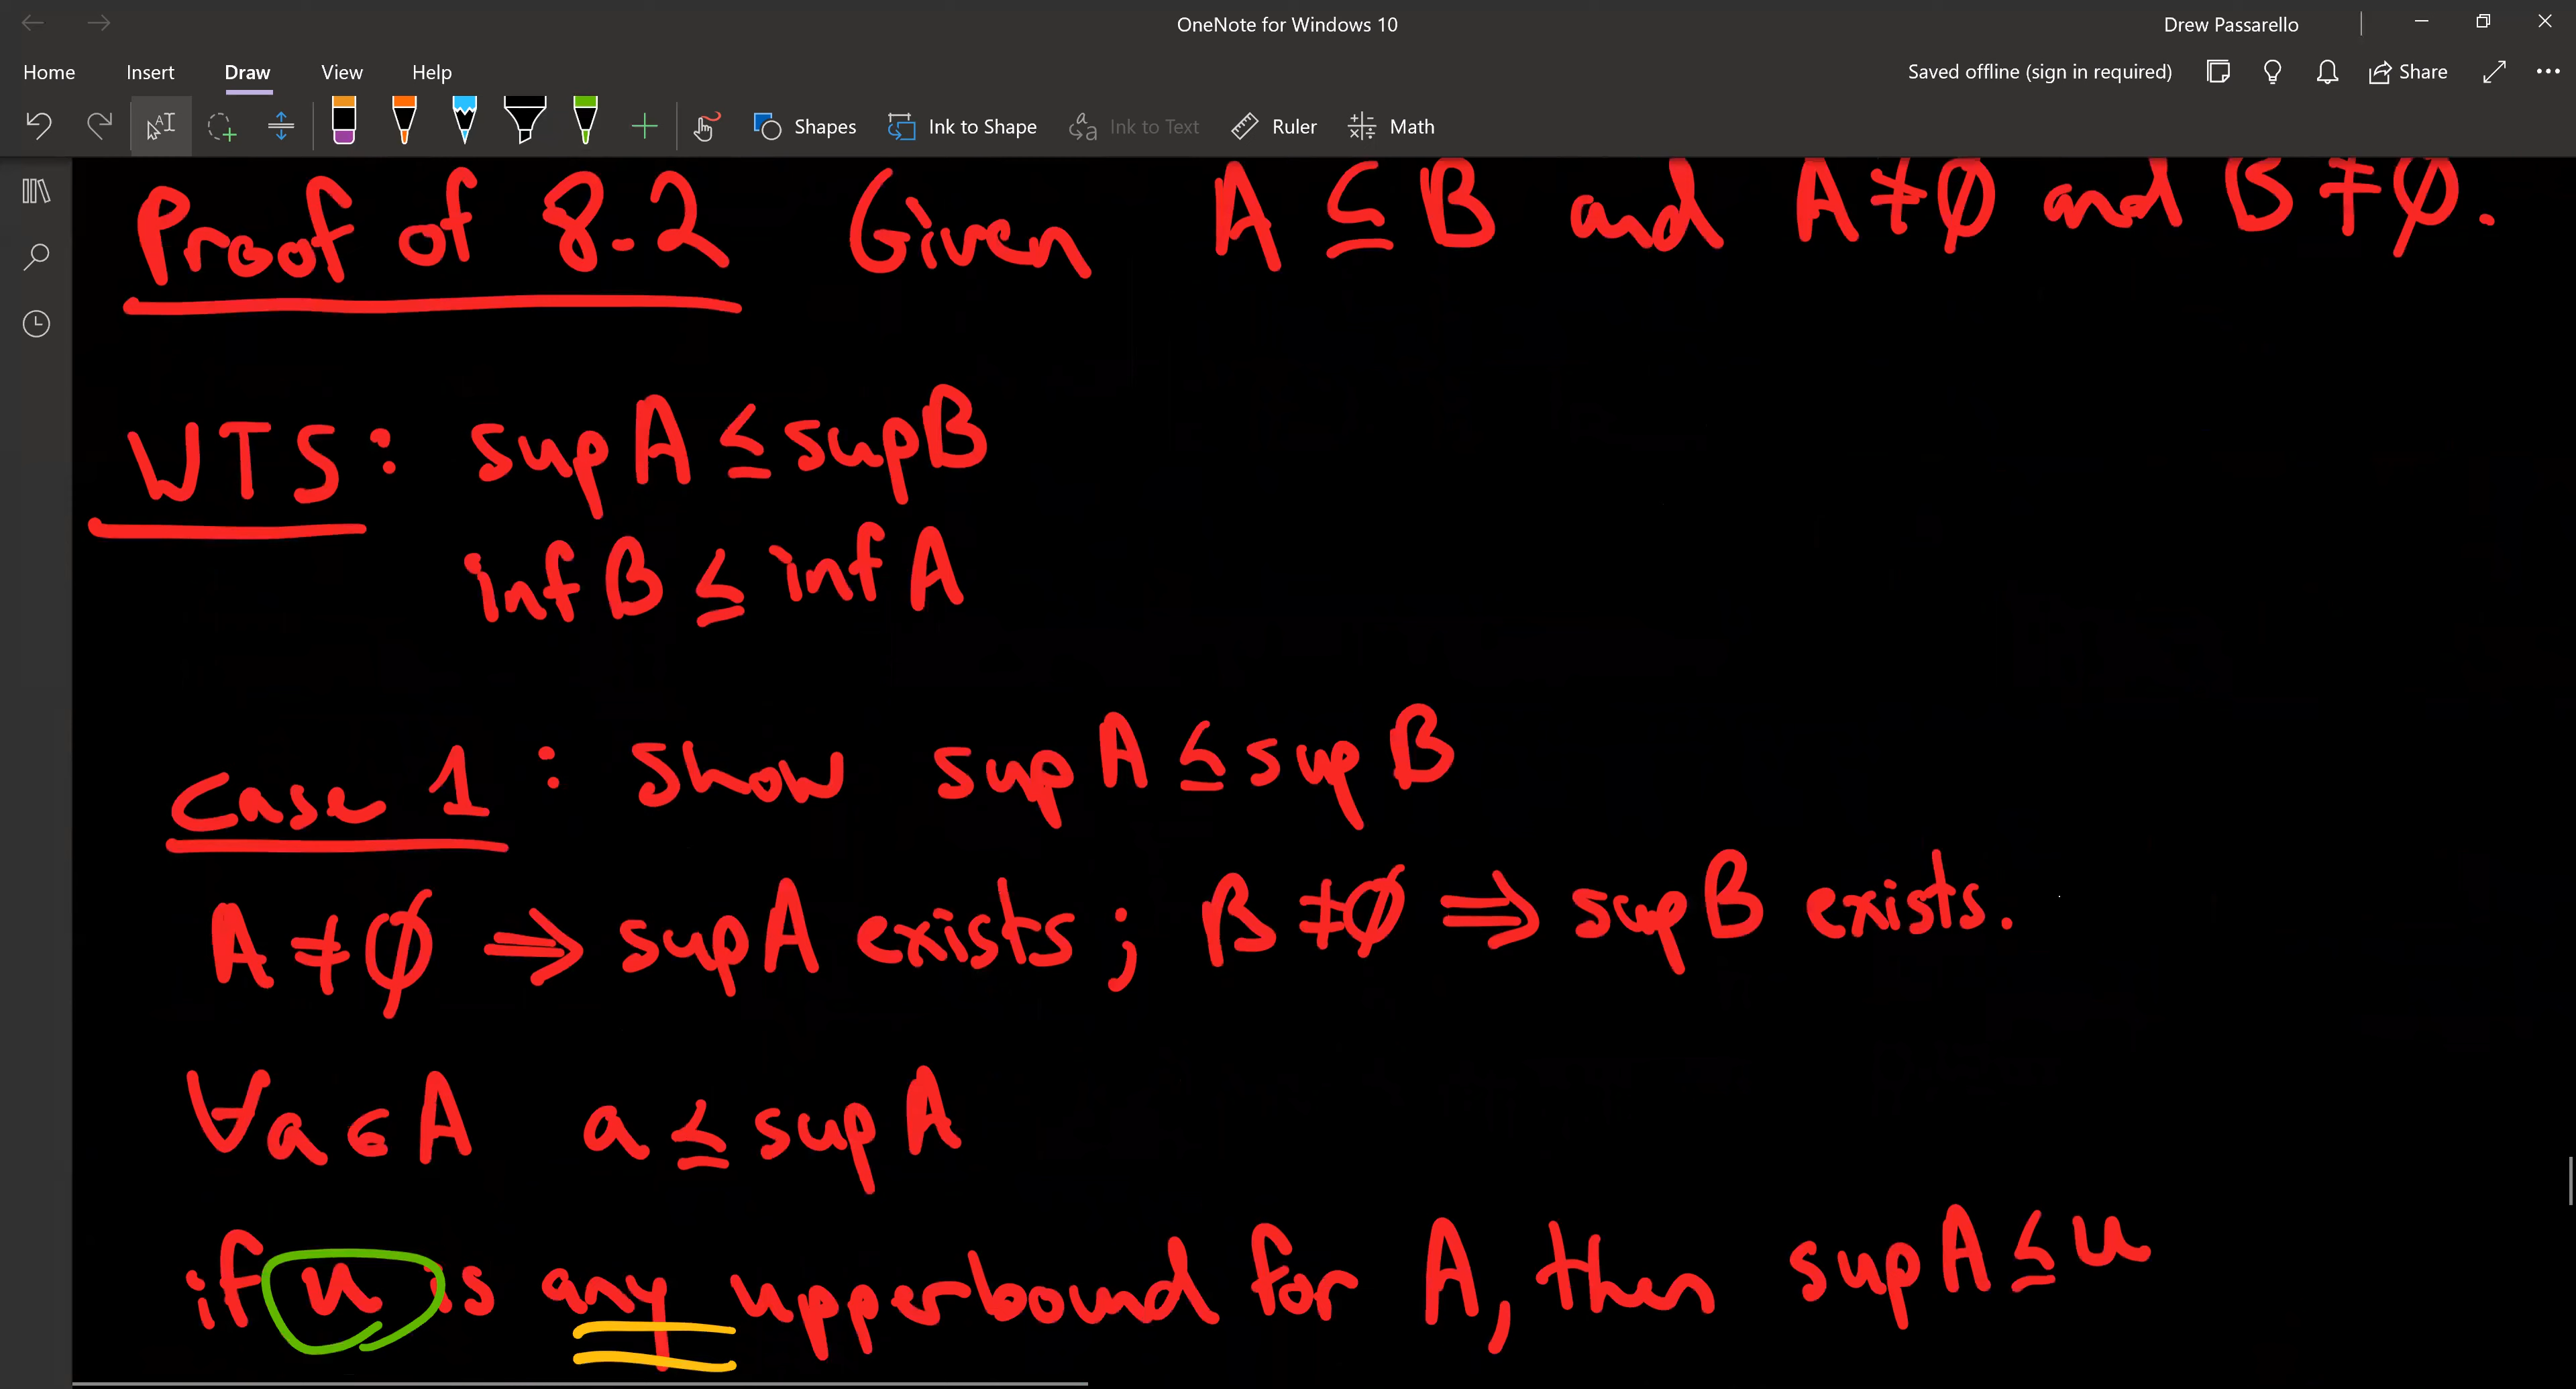 OneNote for Windows 10
Drew Passarello
Home Insert Draw View Help
Saved offline (sign in required) Share
Shapes Ink to Shape Ink to Text Ruler Math
Proof of 8.2 Given A ⊆ B and A ≠ ∅ and B ≠ ∅.
WTS: sup A ≤ sup B
inf B ≤ inf A
Case 1: Show sup A ≤ sup B
A ≠ ∅ ⇒ sup A exists; B ≠ ∅ ⇒ sup B exists.
∀a ∈ A a ≤ sup A
if u is any upperbound for A, then sup A ≤ u